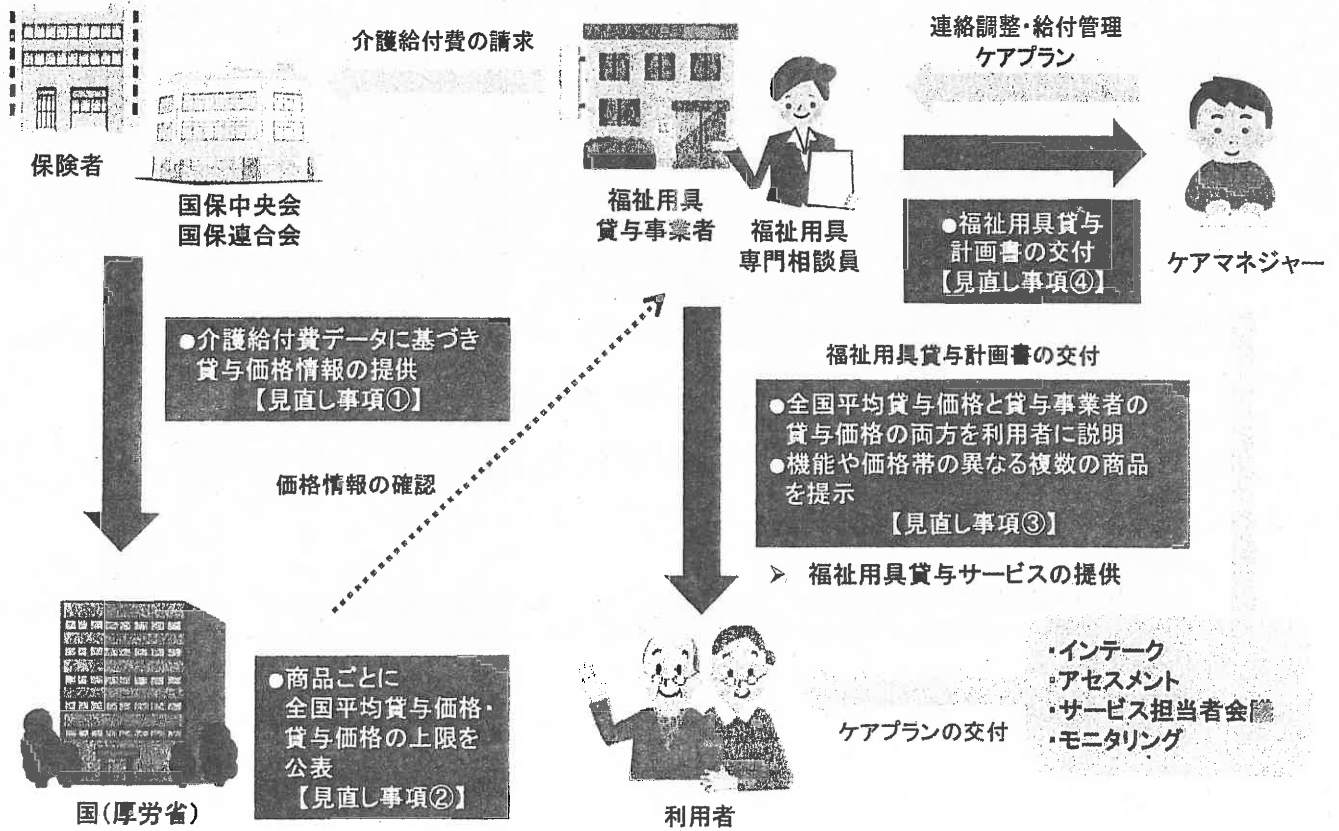 介護給付費の請求
連絡調整・給付管理
ケアプラン
保険者
国保中央会
国保連合会
福祉用具
貸与事業者
福祉用具
専門相談員
ケアマネジャー
●福祉用具貸与
計画書の交付
【見直し事項④】
●介護給付費データに基づき
貸与価格情報の提供
【見直し事項①】
福祉用具貸与計画書の交付
●全国平均貸与価格と貸与事業者の
貸与価格の両方を利用者に説明
●機能や価格帯の異なる複数の商品
を提示
【見直し事項③】
価格情報の確認
➢ 福祉用具貸与サービスの提供
●商品ごとに
全国平均貸与価格・
貸与価格の上限を
公表
【見直し事項②】
国(厚労省)
利用者
ケアプランの交付
・インテーク
・アセスメント
・サービス担当者会議
・モニタリング